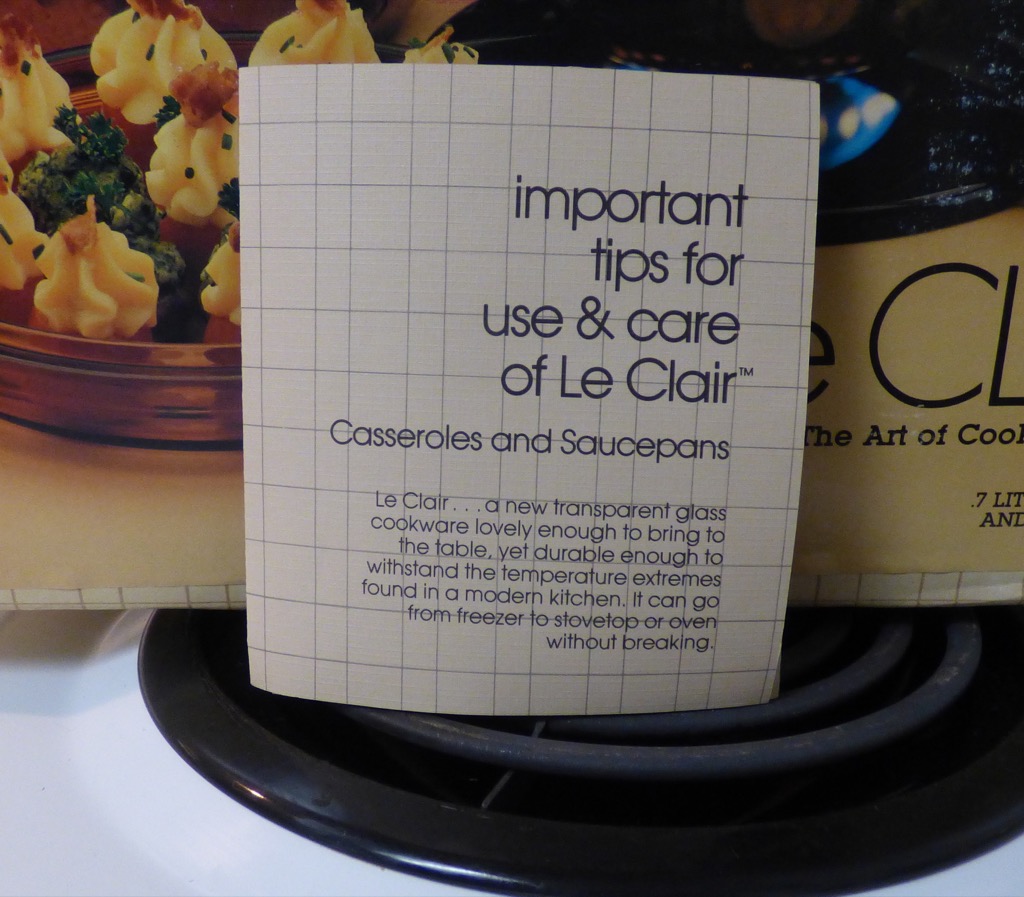 important
tips for
use & care
of Le Clair™
Casseroles and Saucepans
Le Clair . . . a new transparent glass
cookware lovely enough to bring to
the table, yet durable enough to
withstand the temperature extremes
found in a modern kitchen. It can go
from freezer to stovetop or oven
without breaking.
e CL
The Art of Cook
.7 LIT
AND